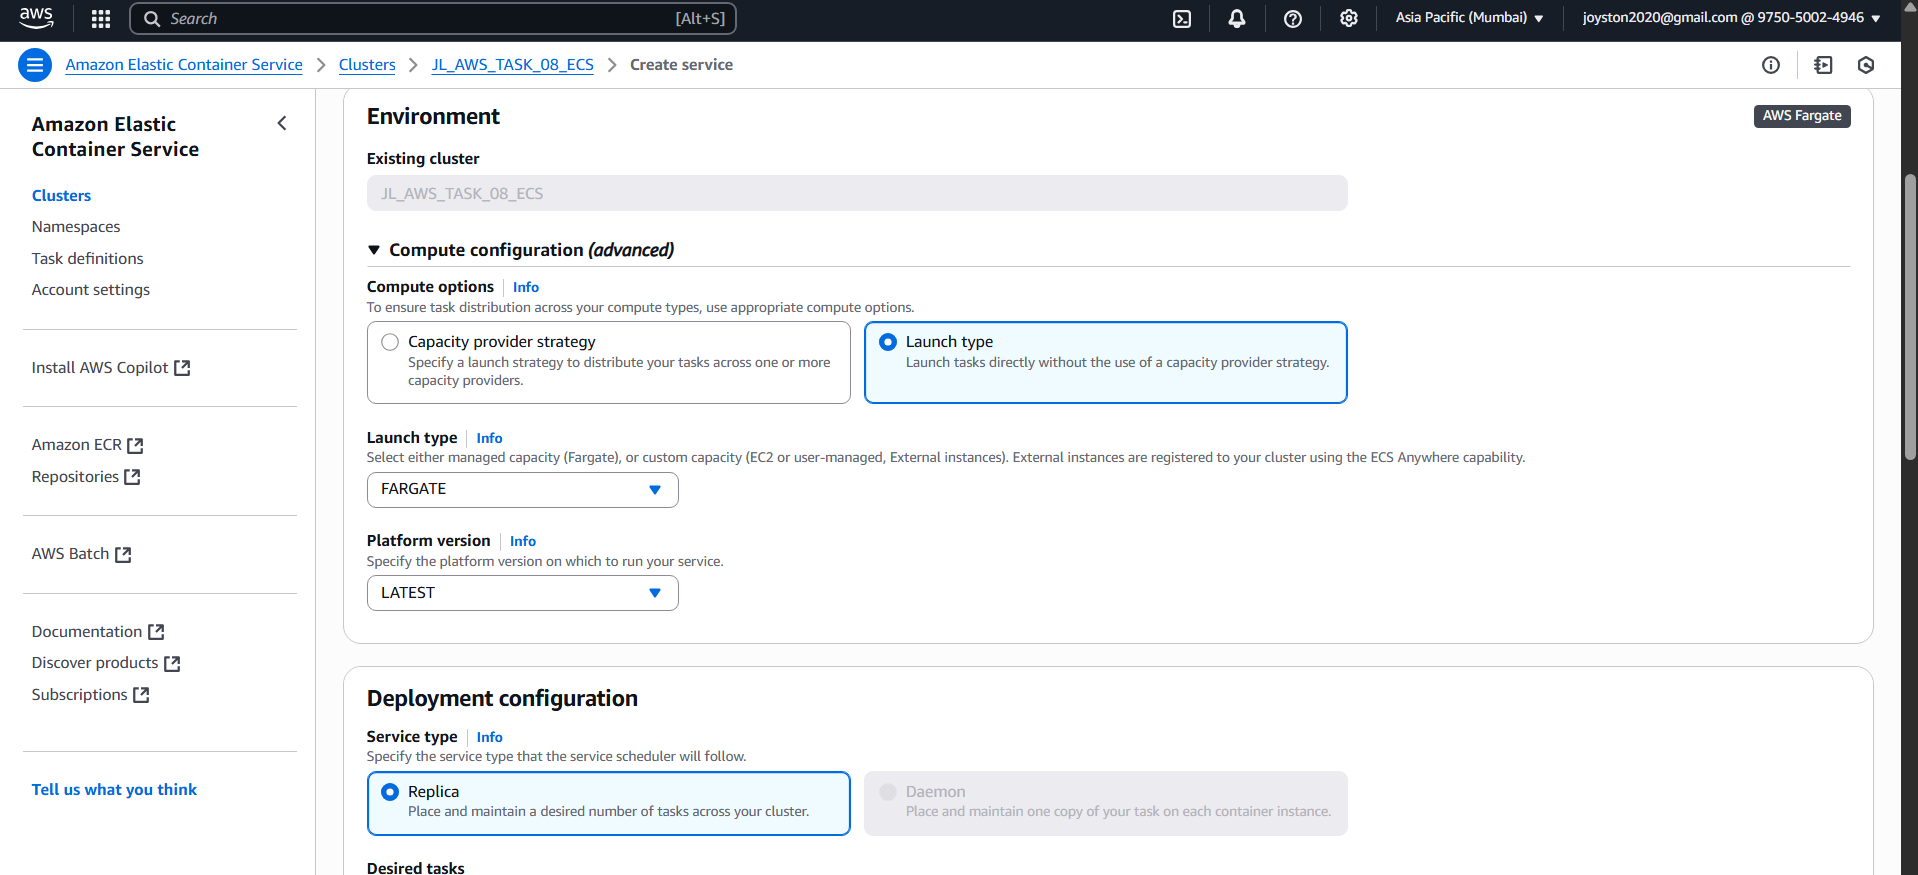 aws
Search
[Alt+S]
Asia Pacific (Mumbai)
joyston2020@gmail.com @ 9750-5002-4946
Amazon Elastic Container Service
Clusters
JL_AWS_TASK_08_ECS
Create service
Amazon Elastic
Container Service
Clusters
Namespaces
Task definitions
Account settings
Install AWS Copilot
Amazon ECR
Repositories
AWS Batch
Documentation
Discover products
Subscriptions
Tell us what you think
Environment
AWS Fargate
Existing cluster
JL_AWS_TASK_08_ECS
Compute configuration (advanced)
Compute options
Info
To ensure task distribution across your compute types, use appropriate compute options.
Capacity provider strategy
Specify a launch strategy to distribute your tasks across one or more
capacity providers.
Launch type
Launch tasks directly without the use of a capacity provider strategy.
Launch type
Info
Select either managed capacity (Fargate), or custom capacity (EC2 or user-managed, External instances). External instances are registered to your cluster using the ECS Anywhere capability.
FARGATE
Platform version
Info
Specify the platform version on which to run your service.
LATEST
Deployment configuration
Service type
Info
Specify the service type that the service scheduler will follow.
Replica
Place and maintain a desired number of tasks across your cluster.
Daemon
Place and maintain one copy of your task on each container instance.
Desired tasks